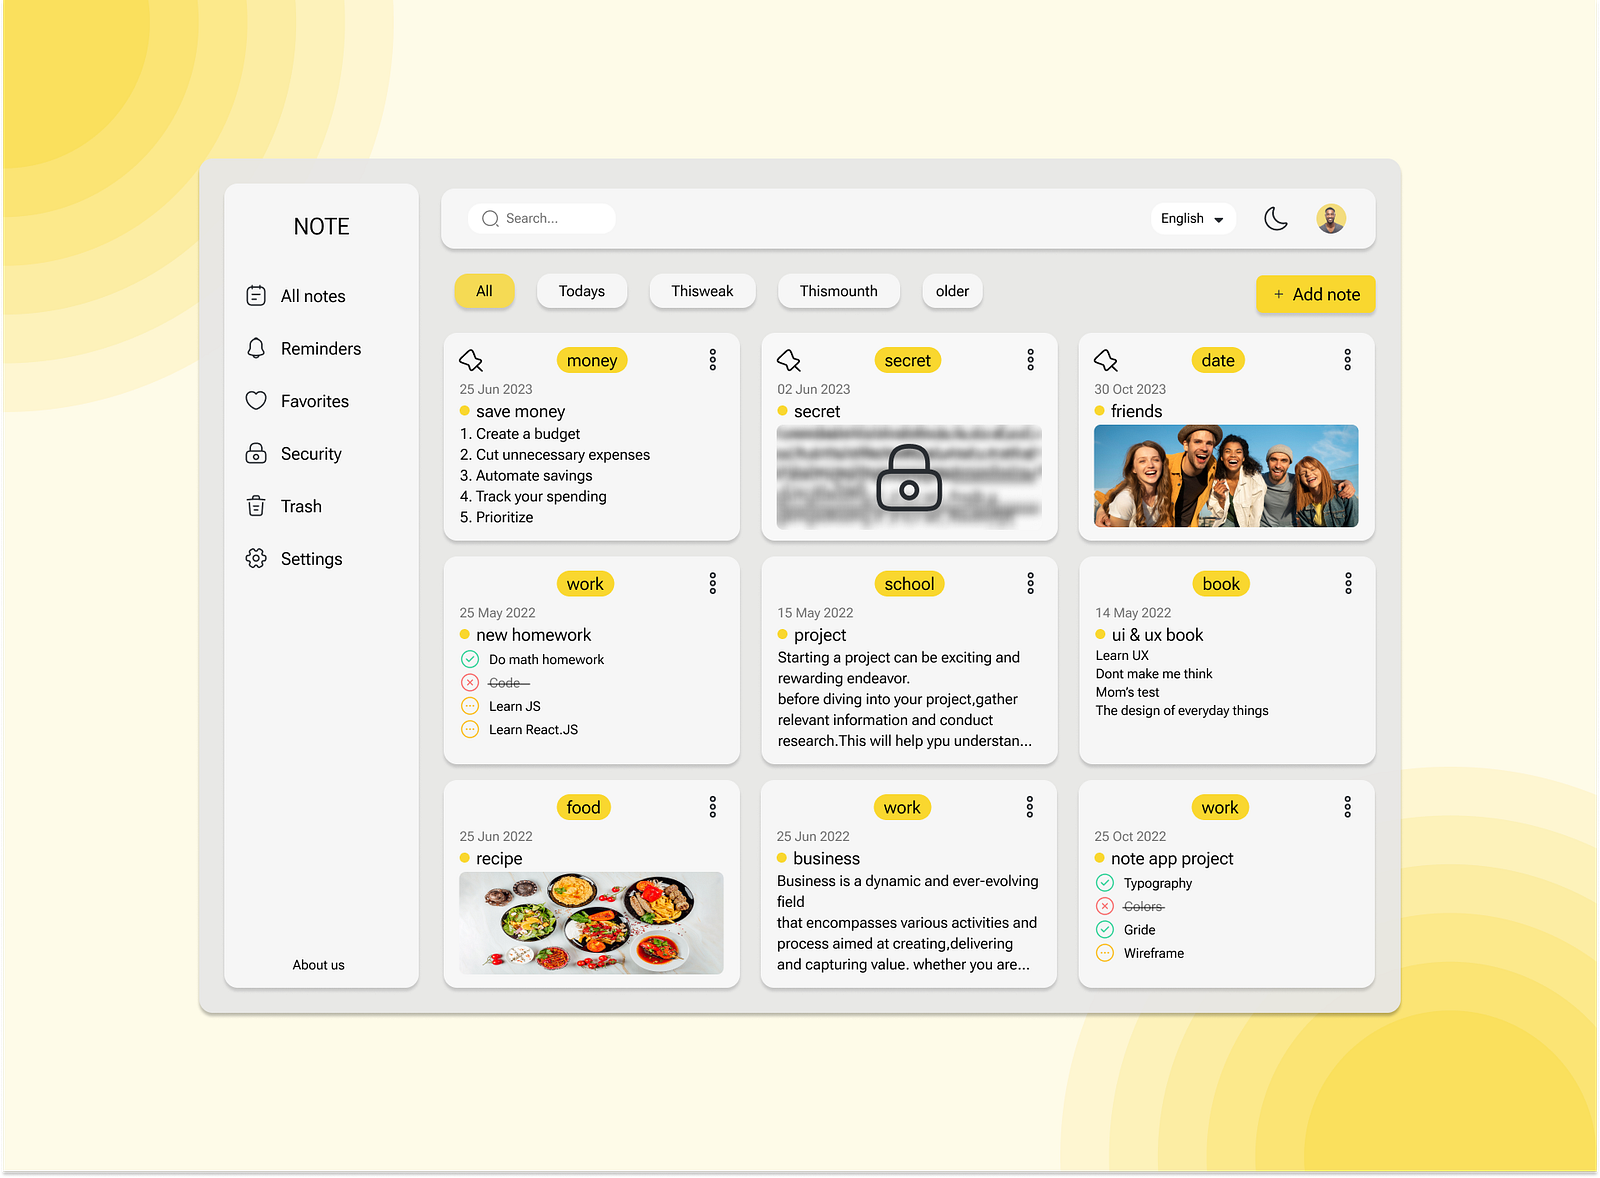 NOTE
All notes
Reminders
Favorites
Security
Trash
Settings
About us
Search...
English
All
Todays
Thisweak
Thismounth
older
+ Add note
money
25 Jun 2023
save money
1. Create a budget
2. Cut unnecessary expenses
3. Automate savings
4. Track your spending
5. Prioritize
secret
02 Jun 2023
secret
date
30 Oct 2023
friends
work
25 May 2022
new homework
Do math homework
Code
Learn JS
Learn React.JS
school
15 May 2022
project
Starting a project can be exciting and
rewarding endeavor.
before diving into your project,gather
relevant information and conduct
research.This will help ypu understan...
book
14 May 2022
ui & ux book
Learn UX
Dont make me think
Mom's test
The design of everyday things
food
25 Jun 2022
recipe
work
25 Jun 2022
business
Business is a dynamic and ever-evolving
field
that encompasses various activities and
process aimed at creating,delivering
and capturing value. whether you are...
work
25 Oct 2022
note app project
Typography
Colors
Gride
Wireframe